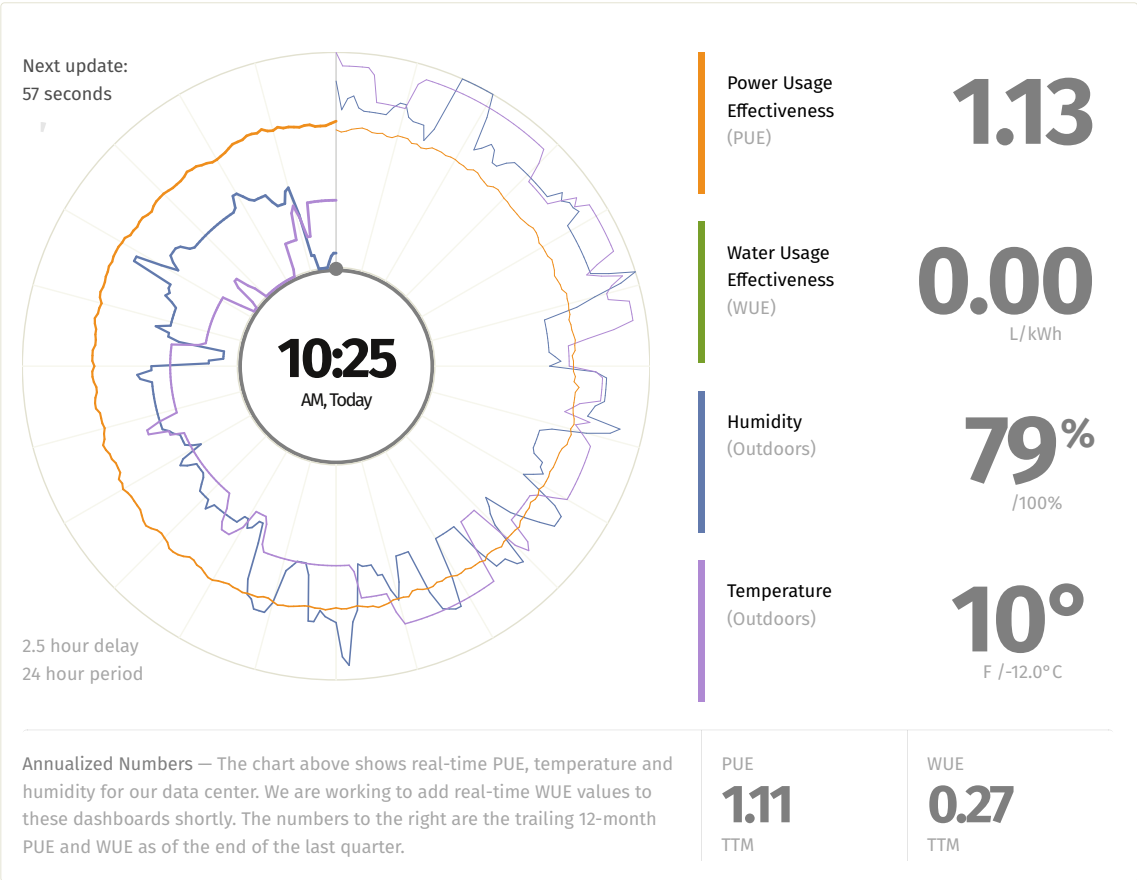 Next update:
57 seconds
10:25
AM, Today
2.5 hour delay
24 hour period
Power Usage
Effectiveness
(PUE)
1.13
Water Usage
Effectiveness
(WUE)
0.00
L/kWh
Humidity
(Outdoors)
79%
/100%
Temperature
(Outdoors)
10°
F /-12.0°C
Annualized Numbers — The chart above shows real-time PUE, temperature and
humidity for our data center. We are working to add real-time WUE values to
these dashboards shortly. The numbers to the right are the trailing 12-month
PUE and WUE as of the end of the last quarter.
PUE
1.11
TTM
WUE
0.27
TTM